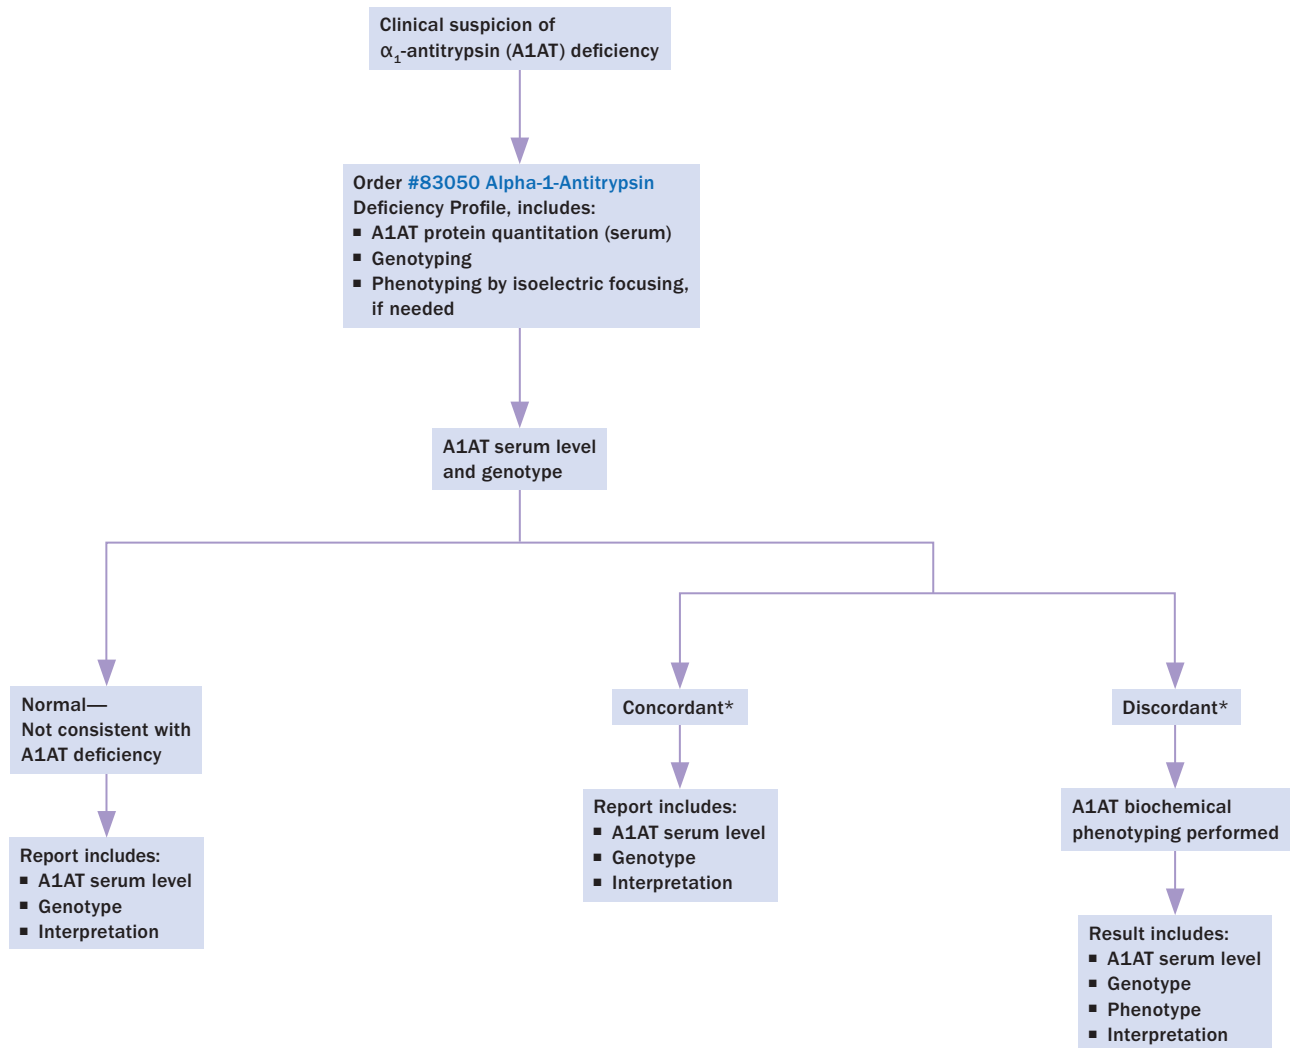 Clinical suspicion of
α₁-antitrypsin (A1AT) deficiency
Order #83050 Alpha-1-Antitrypsin
Deficiency Profile, includes:
▪ A1AT protein quantitation (serum)
▪ Genotyping
▪ Phenotyping by isoelectric focusing,
if needed
A1AT serum level
and genotype
Normal—
Not consistent with
A1AT deficiency
Report includes:
▪ A1AT serum level
▪ Genotype
▪ Interpretation
Concordant*
Report includes:
▪ A1AT serum level
▪ Genotype
▪ Interpretation
Discordant*
A1AT biochemical
phenotyping performed
Result includes:
▪ A1AT serum level
▪ Genotype
▪ Phenotype
▪ Interpretation